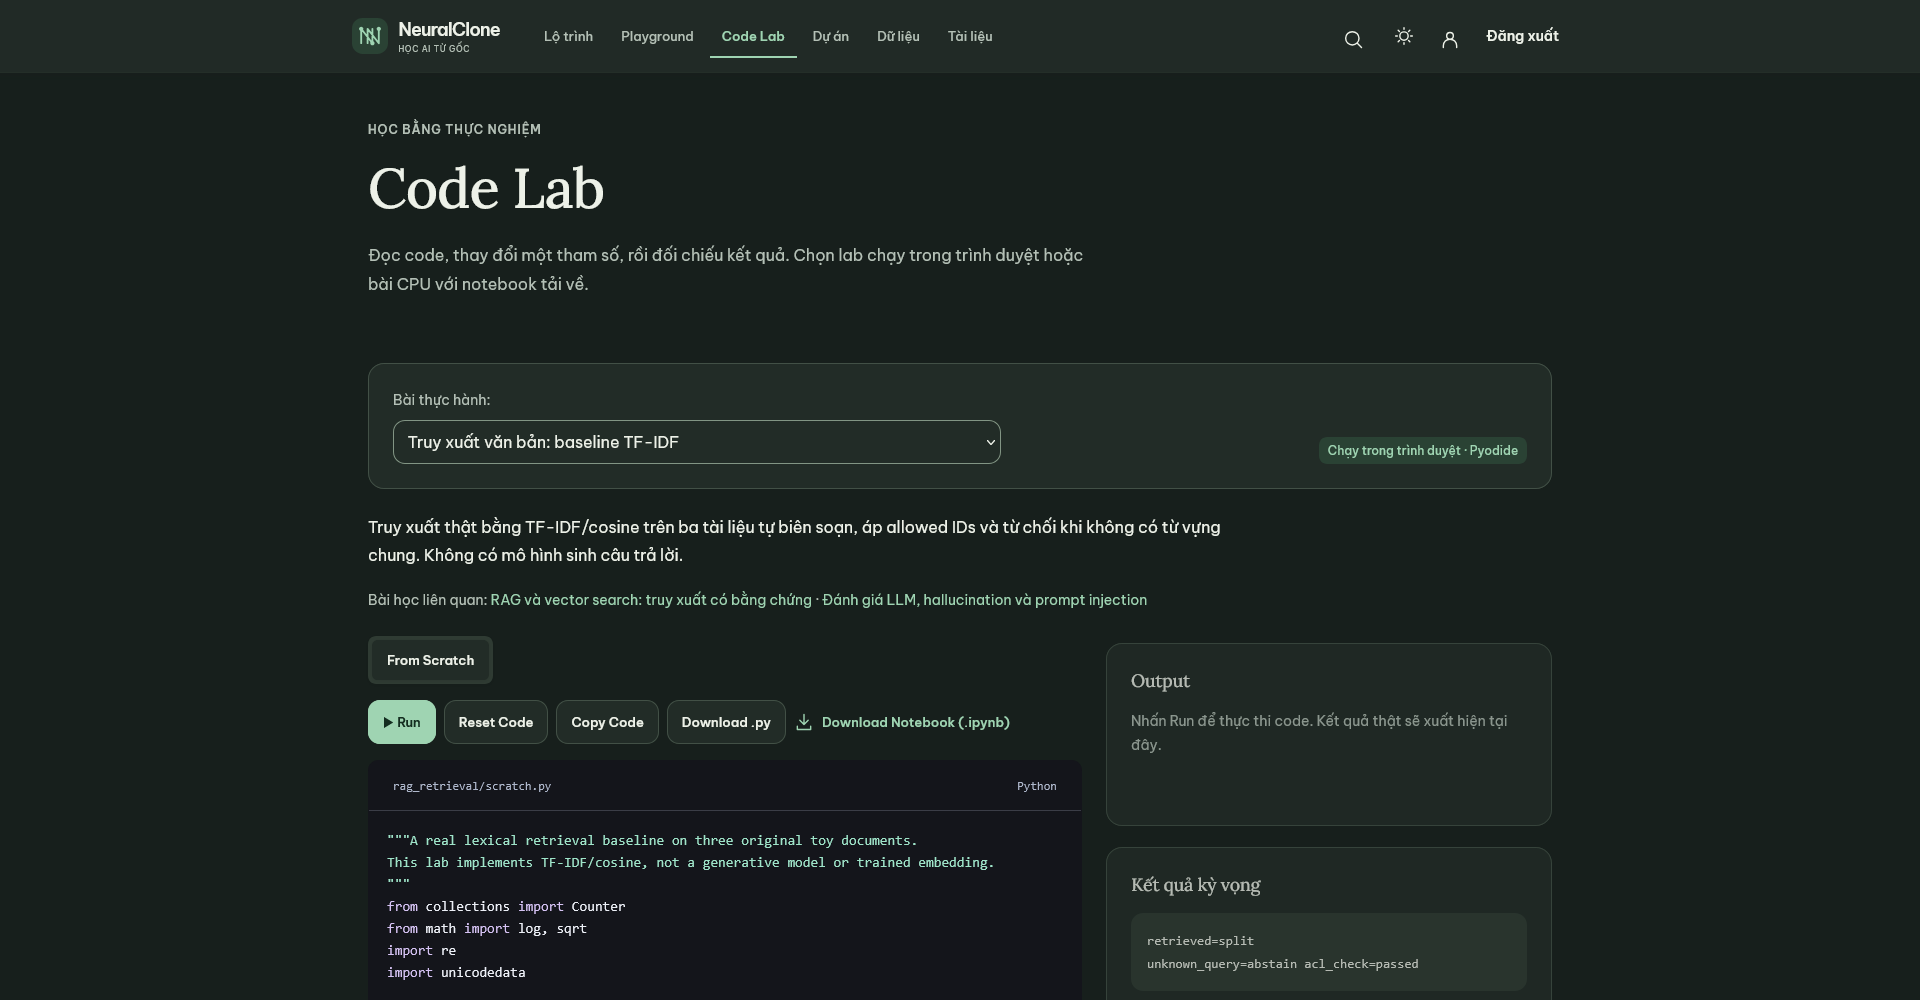 NeuralClone
HỌC AI TỪ GỐC
Lộ trình
Playground
Code Lab
Dự án
Dữ liệu
Tài liệu
Đăng xuất
HỌC BẰNG THỰC NGHIỆM
Code Lab
Đọc code, thay đổi một tham số, rồi đối chiếu kết quả. Chọn lab chạy trong trình duyệt hoặc
bài CPU với notebook tải về.
Bài thực hành:
Truy xuất văn bản: baseline TF-IDF
Chạy trong trình duyệt · Pyodide
Truy xuất thật bằng TF-IDF/cosine trên ba tài liệu tự biên soạn, áp allowed IDs và từ chối khi không có từ vựng
chung. Không có mô hình sinh câu trả lời.
Bài học liên quan: RAG và vector search: truy xuất có bằng chứng · Đánh giá LLM, hallucination và prompt injection
From Scratch
Run
Reset Code
Copy Code
Download .py
Download Notebook (.ipynb)
rag_retrieval/scratch.py
Python
"""A real lexical retrieval baseline on three original toy documents.
This lab implements TF-IDF/cosine, not a generative model or trained embedding.
"""
from collections import Counter
from math import log, sqrt
import re
import unicodedata
Output
Nhấn Run để thực thi code. Kết quả thật sẽ xuất hiện tại
đây.
Kết quả kỳ vọng
retrieved=split
unknown_query=abstain acl_check=passed